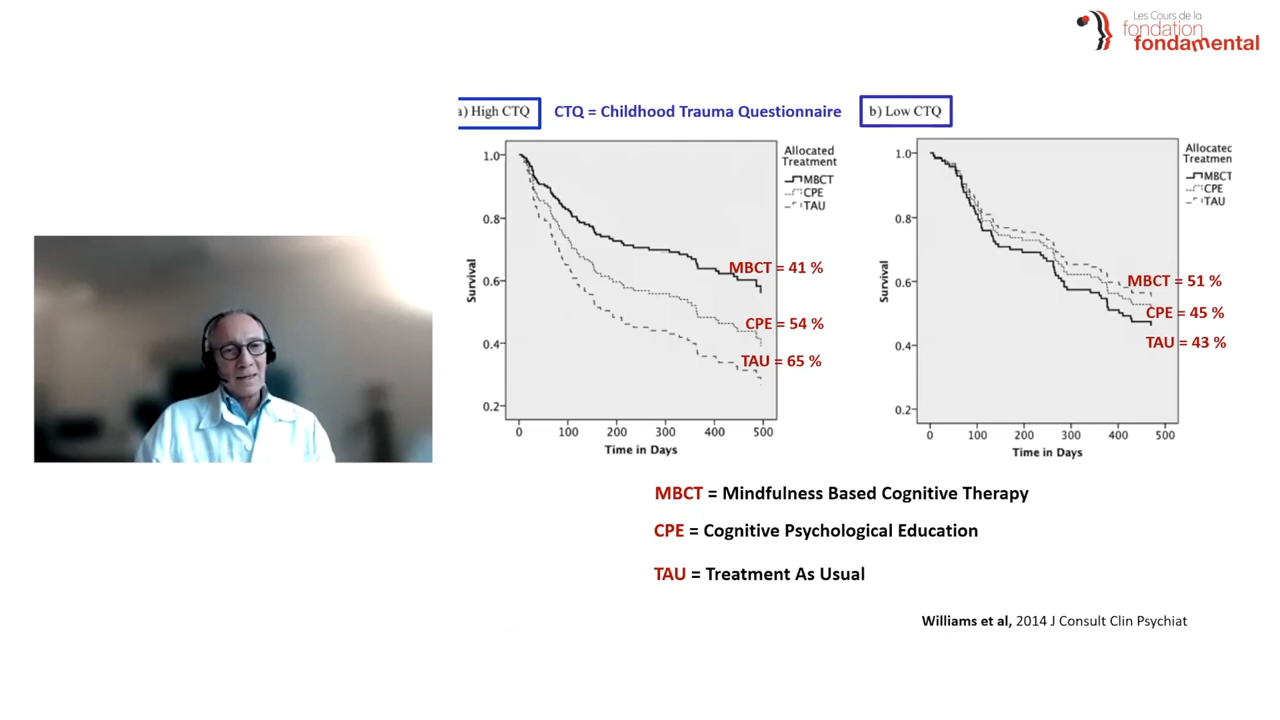 Les Cours de la
fondation
fondamental
a) High CTQ
CTQ = Childhood Trauma Questionnaire
b) Low CTQ
Allocated
Treatment
MBCT
CPE
TAU
1.0
0.8
0.6
0.4
0.2
Survival
MBCT = 41 %
CPE = 54 %
TAU = 65 %
0 100 200 300 400 500
Time in Days
Allocated
Treatment
MBCT
CPE
TAU
1.0
0.8
0.6
0.4
0.2
Survival
MBCT = 51 %
CPE = 45 %
TAU = 43 %
0 100 200 300 400 500
Time in Days
MBCT = Mindfulness Based Cognitive Therapy
CPE = Cognitive Psychological Education
TAU = Treatment As Usual
Williams et al, 2014 J Consult Clin Psychiat